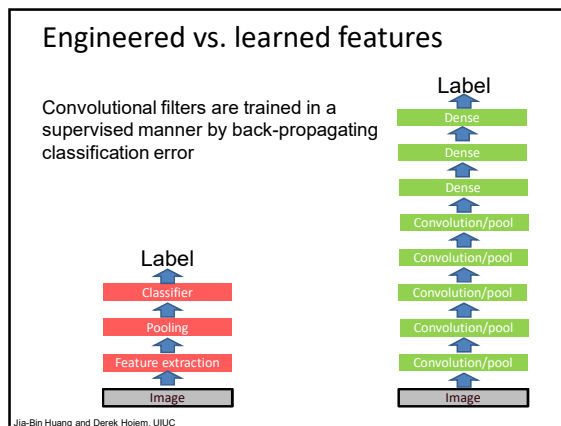 Engineered vs. learned features
Convolutional filters are trained in a
supervised manner by back-propagating
classification error
Label
Classifier
Pooling
Feature extraction
Image
Label
Dense
Dense
Dense
Convolution/pool
Convolution/pool
Convolution/pool
Convolution/pool
Convolution/pool
Image
Jia-Bin Huang and Derek Hoiem, UIUC